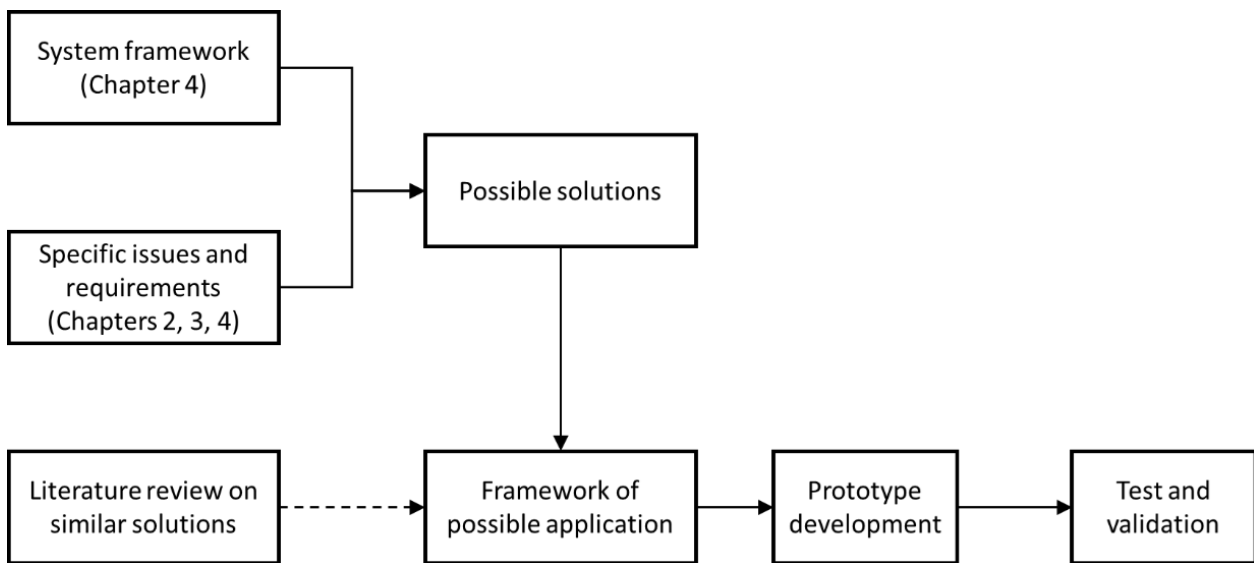 System framework
(Chapter 4)
Possible solutions
Specific issues and
requirements
(Chapters 2, 3, 4)
Literature review on
similar solutions
Framework of
possible application
Prototype
development
Test and
validation